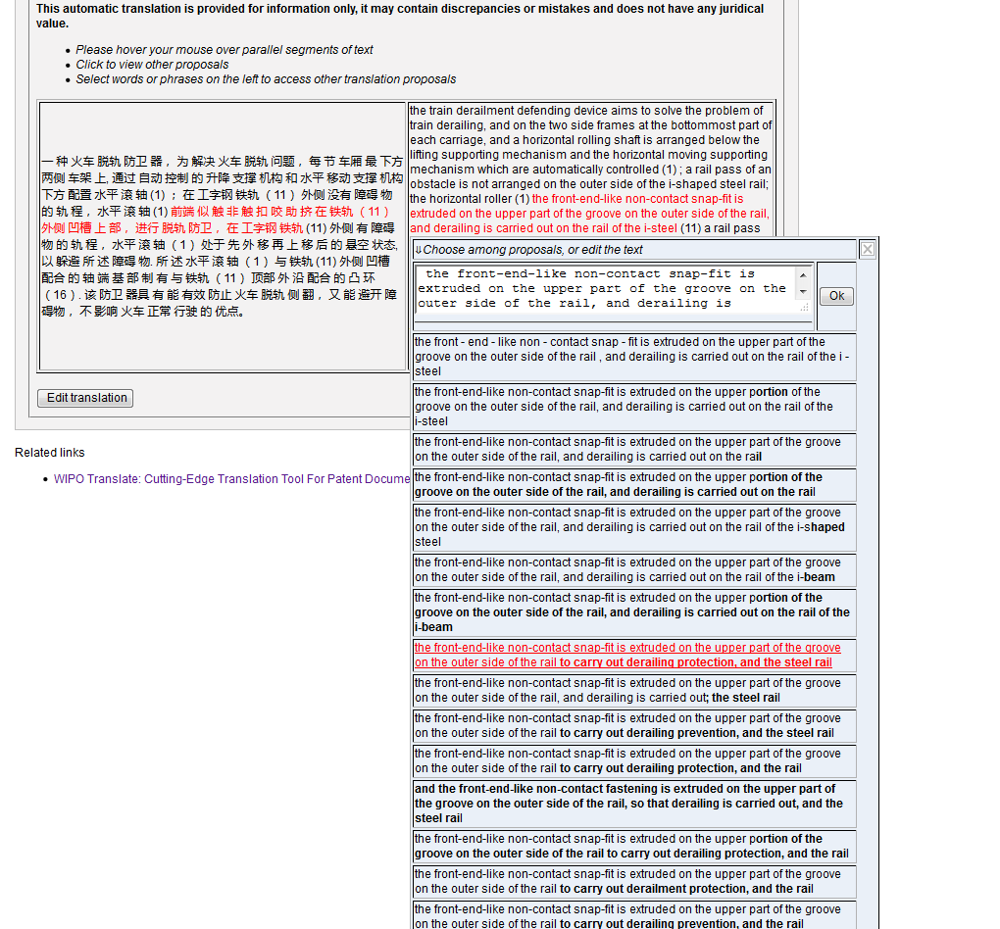 This automatic translation is provided for information only, it may contain discrepancies or mistakes and does not have any juridical
value.
Please hover your mouse over parallel segments of text
Click to view other proposals
Select words or phrases on the left to access other translation proposals
一种火车脱轨防卫器，为解决火车脱轨问题，每节车厢最下方
两侧车架上,通过自动控制的升降支撑机构和水平移动支撑机构
下方配置水平滚轴(1)；在工字钢铁轨（11）外侧没有障碍物
的轨程，水平滚轴(1)前端似触非触扣咬助挤在铁轨（11）
外侧凹槽上部，进行脱轨防卫，在工字钢铁轨(11)外侧有障碍
物的轨程，水平滚轴（1）处于先外移再上移后的悬空状态,
以躲避所述障碍物.所述水平滚轴（1）与铁轨(11)外侧凹槽
配合的轴端基部制有与铁轨（11）顶部外沿配合的凸环
（16）.该防卫器具有能有效防止火车脱轨侧翻，又能避开障
碍物，不影响火车正常行驶的优点。
the train derailment defending device aims to solve the problem of
train derailing, and on the two side frames at the bottommost part of
each carriage, and a horizontal rolling shaft is arranged below the
lifting supporting mechanism and the horizontal moving supporting
mechanism which are automatically controlled (1) ; a rail pass of an
obstacle is not arranged on the outer side of the i-shaped steel rail;
the horizontal roller (1) the front-end-like non-contact snap-fit is
extruded on the upper part of the groove on the outer side of the rail,
and derailing is carried out on the rail of the i-steel (11) a rail pass
⇓Choose among proposals, or edit the text
the front-end-like non-contact snap-fit is
extruded on the upper part of the groove on the
outer side of the rail, and derailing is
Ok
the front - end - like non - contact snap - fit is extruded on the upper part of the
groove on the outer side of the rail , and derailing is carried out on the rail of the i -
steel
the front-end-like non-contact snap-fit is extruded on the upper portion of the
groove on the outer side of the rail, and derailing is carried out on the rail of the
i-steel
the front-end-like non-contact snap-fit is extruded on the upper part of the groove
on the outer side of the rail, and derailing is carried out on the rail
the front-end-like non-contact snap-fit is extruded on the upper portion of the
groove on the outer side of the rail, and derailing is carried out on the rail
the front-end-like non-contact snap-fit is extruded on the upper part of the groove
on the outer side of the rail, and derailing is carried out on the rail of the i-shaped
steel
the front-end-like non-contact snap-fit is extruded on the upper part of the groove
on the outer side of the rail, and derailing is carried out on the rail of the i-beam
the front-end-like non-contact snap-fit is extruded on the upper portion of the
groove on the outer side of the rail, and derailing is carried out on the rail of the
i-beam
the front-end-like non-contact snap-fit is extruded on the upper part of the groove
on the outer side of the rail to carry out derailing protection, and the steel rail
the front-end-like non-contact snap-fit is extruded on the upper part of the groove
on the outer side of the rail, and derailing is carried out; the steel rail
the front-end-like non-contact snap-fit is extruded on the upper part of the groove
on the outer side of the rail to carry out derailing prevention, and the steel rail
the front-end-like non-contact snap-fit is extruded on the upper part of the groove
on the outer side of the rail to carry out derailing protection, and the rail
and the front-end-like non-contact fastening is extruded on the upper part of
the groove on the outer side of the rail, so that derailing is carried out, and the
steel rail
the front-end-like non-contact snap-fit is extruded on the upper portion of the
groove on the outer side of the rail to carry out derailing protection, and the rail
the front-end-like non-contact snap-fit is extruded on the upper part of the groove
on the outer side of the rail to carry out derailment protection, and the rail
the front-end-like non-contact snap-fit is extruded on the upper part of the groove
on the outer side of the rail to carry out derailing prevention, and the rail
Edit translation
Related links
WIPO Translate: Cutting-Edge Translation Tool For Patent Docume